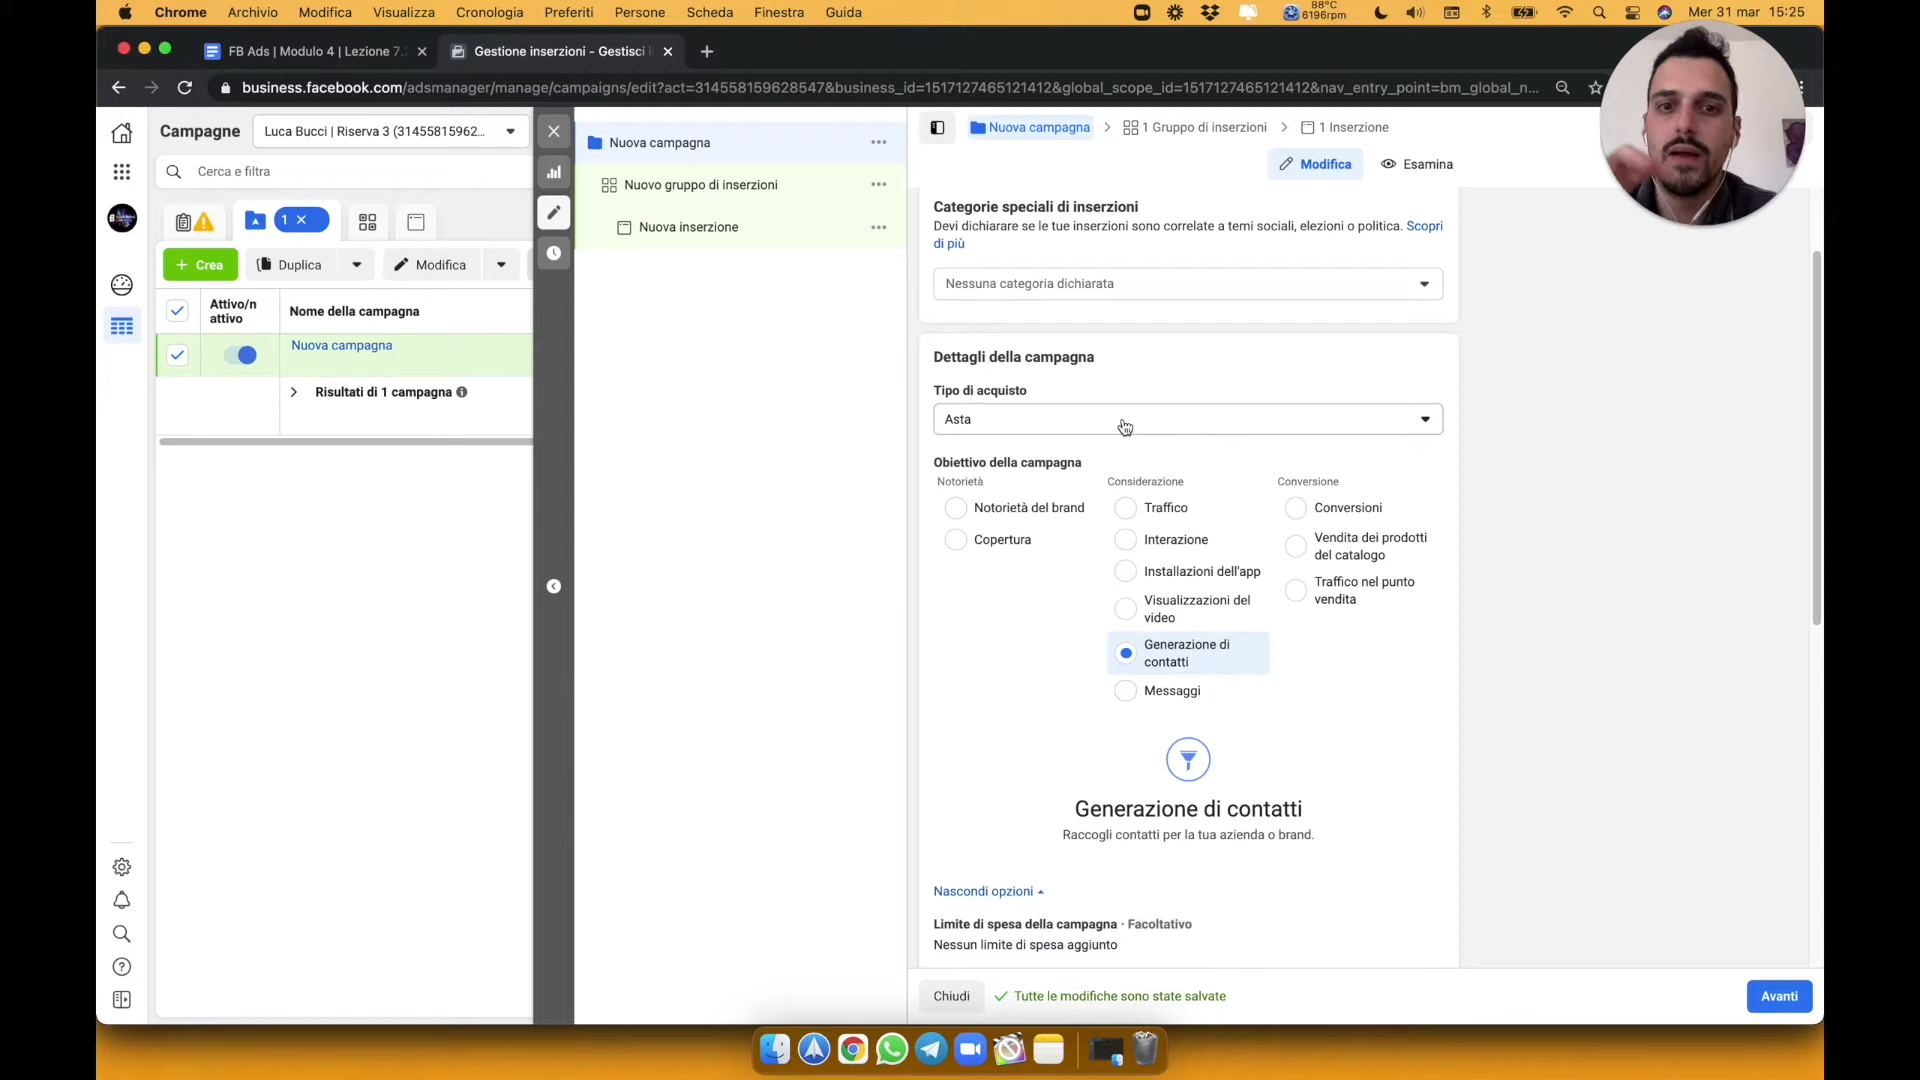 Chrome Archivio Modifica Visualizza Cronologia Preferiti Persone Scheda Finestra Guida
88°C
6196rpm
Mer 31 mar 15:25
FB Ads | Modulo 4 | Lezione 7.
Gestione inserzioni - Gestisci i
business.facebook.com/adsmanager/manage/campaigns/edit?act=314558159628547&business_id=1517127465121412&global_scope_id=1517127465121412&nav_entry_point=bm_global_n...
Campagne
Luca Bucci | Riserva 3 (31455815962...
Cerca e filtra
1
Crea
Duplica
Modifica
Attivo/n
attivo
Nome della campagna
Nuova campagna
Risultati di 1 campagna
Nuova campagna
Nuovo gruppo di inserzioni
Nuova inserzione
Nuova campagna
1 Gruppo di inserzioni
1 Inserzione
Modifica
Esamina
Categorie speciali di inserzioni
Devi dichiarare se le tue inserzioni sono correlate a temi sociali, elezioni o politica. Scopri
di più
Nessuna categoria dichiarata
Dettagli della campagna
Tipo di acquisto
Asta
Obiettivo della campagna
Notorietà
Notorietà del brand
Copertura
Considerazione
Traffico
Interazione
Installazioni dell'app
Visualizzazioni del
video
Generazione di
contatti
Messaggi
Conversione
Conversioni
Vendita dei prodotti
del catalogo
Traffico nel punto
vendita
Generazione di contatti
Raccogli contatti per la tua azienda o brand.
Nascondi opzioni
Limite di spesa della campagna · Facoltativo
Nessun limite di spesa aggiunto
Chiudi
Tutte le modifiche sono state salvate
Avanti